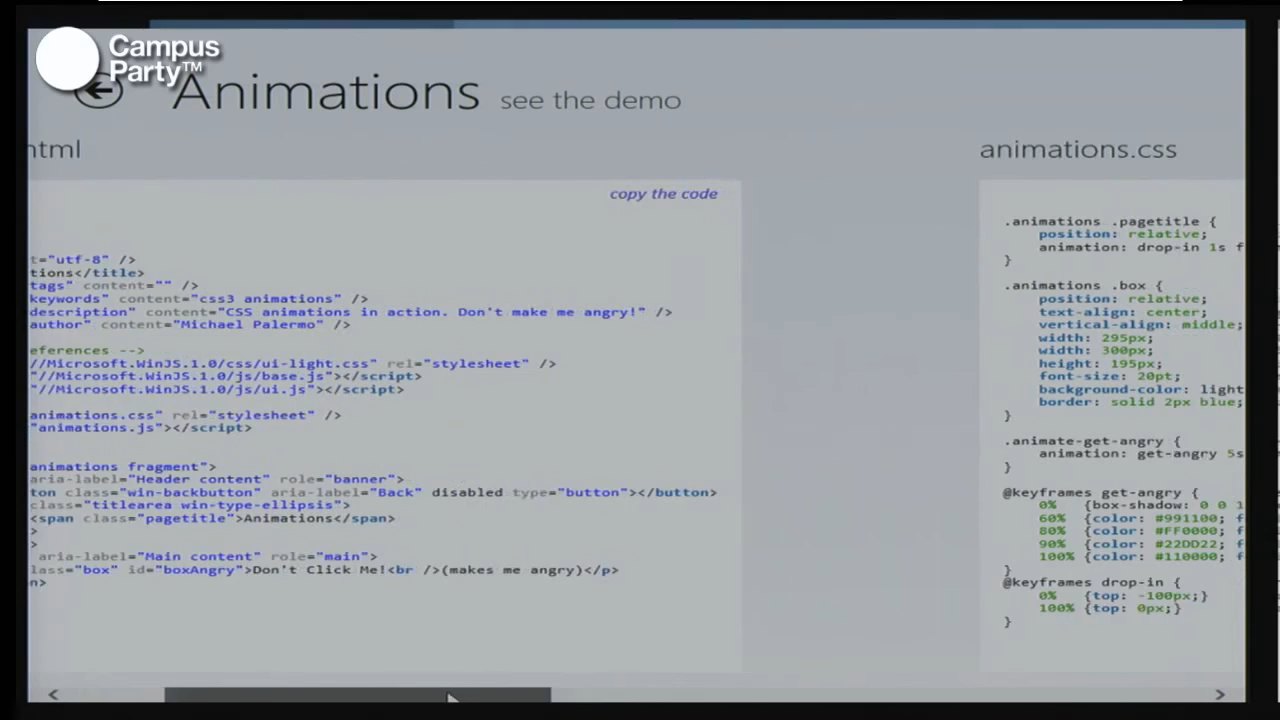 Campus
Party™
Animations see the demo
html
animations.css
copy the code
t="utf-8" />
tions</title>
tags" content="" />
keywords" content="css3 animations" />
description" content="CSS animations in action. Don't make me angry!" />
author" content="Michael Palermo" />
eferences -->
//Microsoft.WinJS.1.0/css/ui-light.css" rel="stylesheet" />
"//Microsoft.WinJS.1.0/js/base.js"></script>
"//Microsoft.WinJS.1.0/js/ui.js"></script>
animations.css" rel="stylesheet" />
"animations.js"></script>
animations fragment">
aria-label="Header content" role="banner">
ton class="win-backbutton" aria-label="Back" disabled type="button"></button>
class="titlearea win-type-ellipsis">
<span class="pagetitle">Animations</span>
>
>
aria-label="Main content" role="main">
lass="box" id="boxAngry">Don't Click Me!<br />(makes me angry)</p>
n>
.animations .pagetitle {
position: relative;
animation: drop-in 1s f
}
.animations .box {
position: relative;
text-align: center;
vertical-align: middle;
width: 295px;
width: 300px;
height: 195px;
font-size: 20pt;
background-color: light
border: solid 2px blue;
}
.animate-get-angry {
animation: get-angry 5s
}
@keyframes get-angry {
0% {box-shadow: 0 0 1
60% {color: #991100; f
80% {color: #FF0000; f
90% {color: #22DD22; f
100% {color: #110000; f
}
@keyframes drop-in {
0% {top: -100px;}
100% {top: 0px;}
}